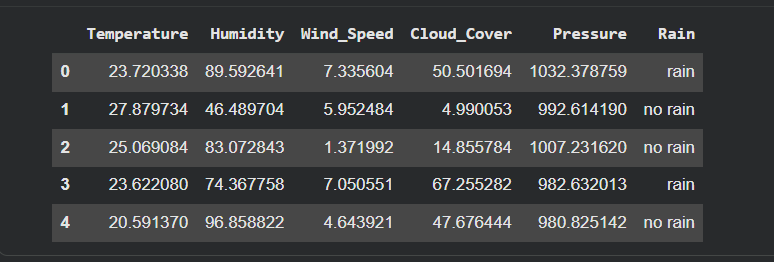 Temperature Humidity Wind_Speed Cloud_Cover Pressure Rain
0 23.720338 89.592641 7.335604 50.501694 1032.378759 rain
1 27.879734 46.489704 5.952484 4.990053 992.614190 no rain
2 25.069084 83.072843 1.371992 14.855784 1007.231620 no rain
3 23.622080 74.367758 7.050551 67.255282 982.632013 rain
4 20.591370 96.858822 4.643921 47.676444 980.825142 no rain